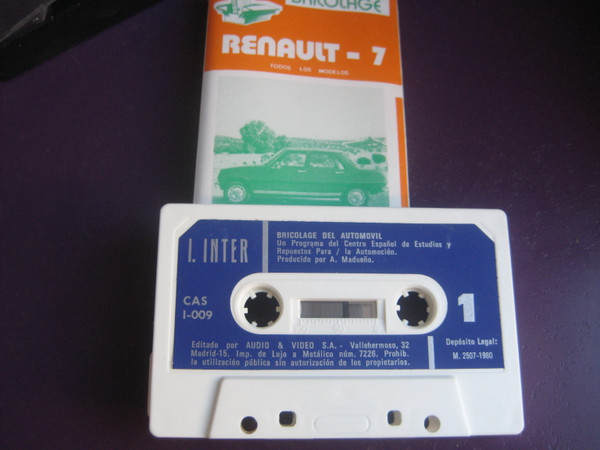 BRICOLAGE
RENAULT - 7
TODOS LOS MODELOS
I. INTER
BRICOLAGE DEL AUTOMOVIL
Un Programa del Centro Español de Estudios y
Repuestos Para / la Automoción.
Producido por A. Madueño.
CAS
I-009
1
Editado por AUDIO & VIDEO S.A. - Vallehermoso, 32
Madrid-15. Imp. de Lujo a Metálico núm. 7226. Prohib.
la utilización pública sin autorización de los propietarios.
Depósito Legal:
M. 2507-1980